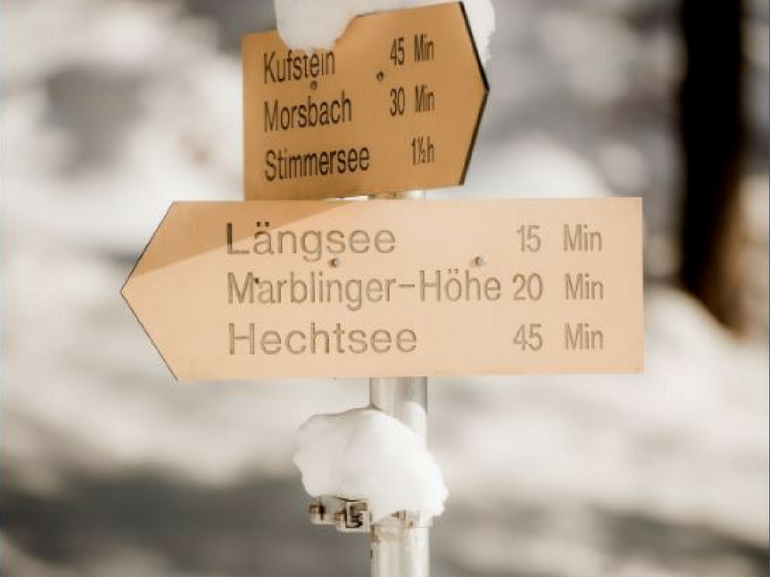 Kufstein 45 Min
Morsbach 30 Min
Stimmersee 1½h
Längsee 15 Min
Marblinger-Höhe 20 Min
Hechtsee 45 Min